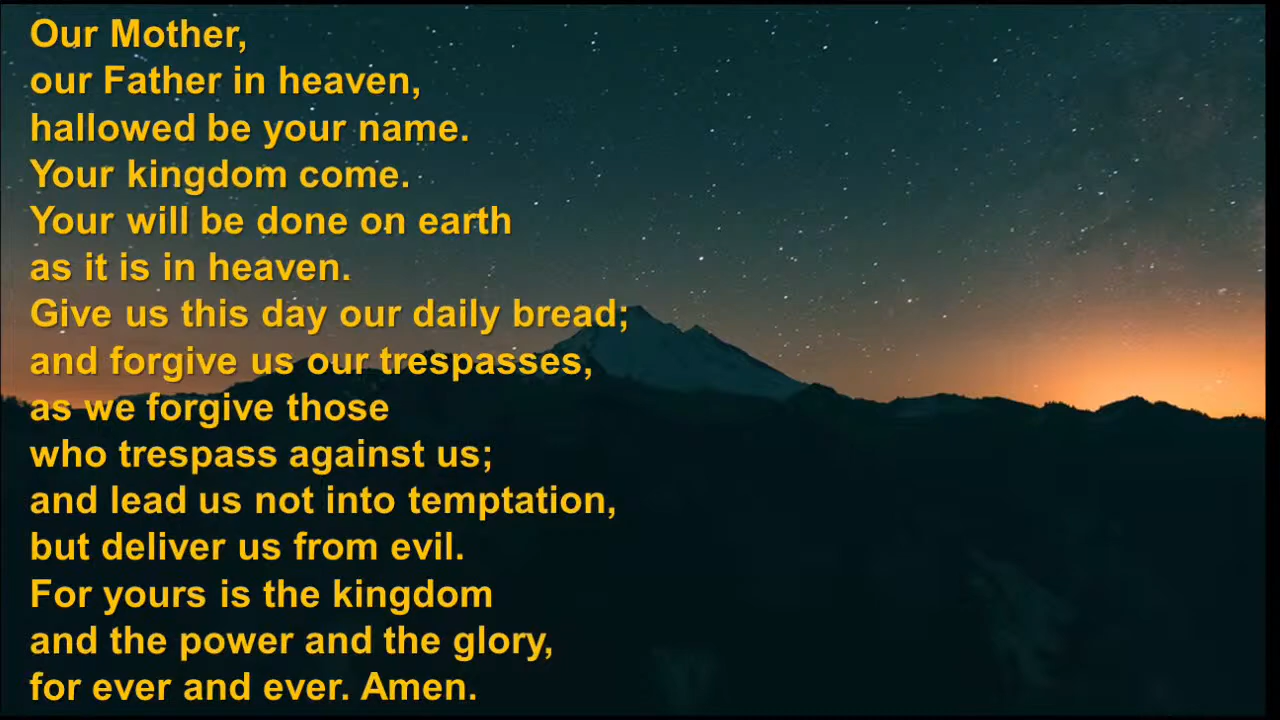 Our Mother,
our Father in heaven,
hallowed be your name.
Your kingdom come.
Your will be done on earth
as it is in heaven.
Give us this day our daily bread;
and forgive us our trespasses,
as we forgive those
who trespass against us;
and lead us not into temptation,
but deliver us from evil.
For yours is the kingdom
and the power and the glory,
for ever and ever. Amen.